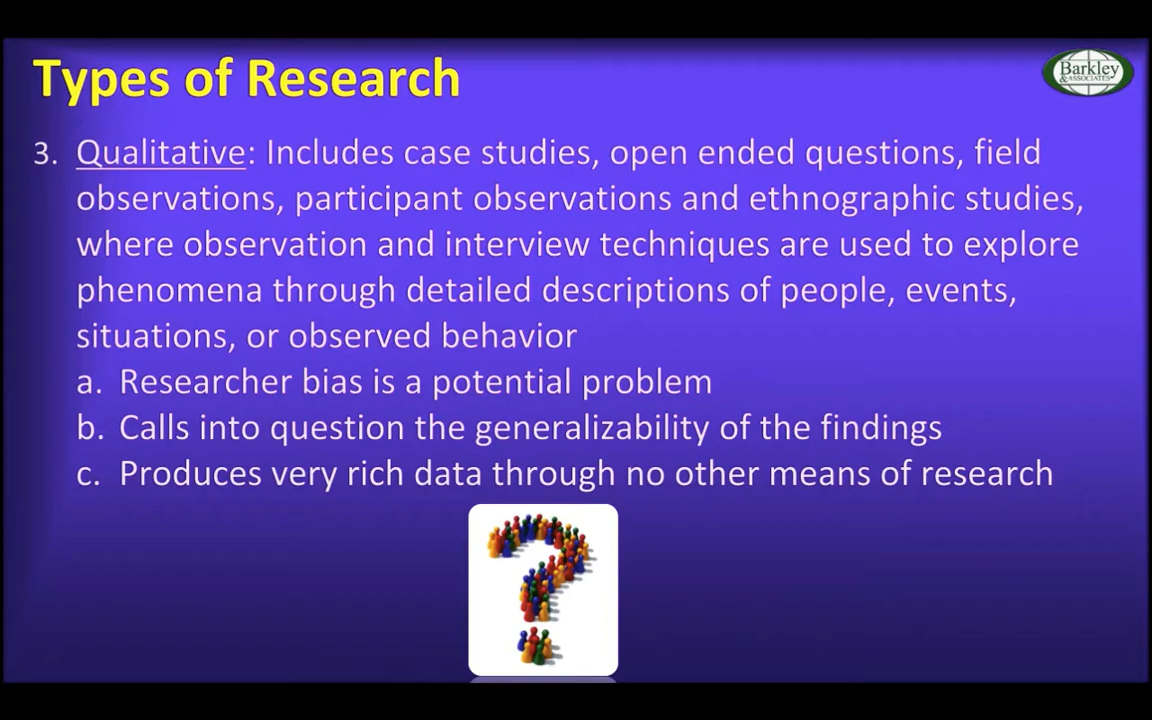 Types of Research
Barkley
& ASSOCIATES
3. Qualitative: Includes case studies, open ended questions, field
observations, participant observations and ethnographic studies,
where observation and interview techniques are used to explore
phenomena through detailed descriptions of people, events,
situations, or observed behavior
a. Researcher bias is a potential problem
b. Calls into question the generalizability of the findings
c. Produces very rich data through no other means of research